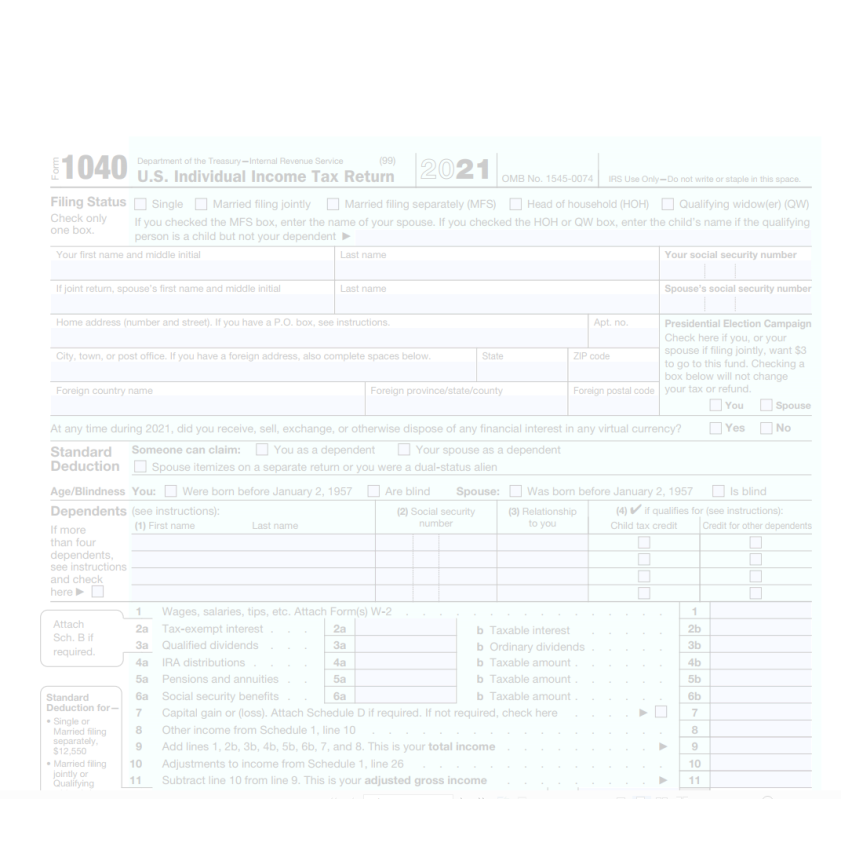 Form 1040 Department of the Treasury—Internal Revenue Service (99) U.S. Individual Income Tax Return 2021 OMB No. 1545-0074 IRS Use Only—Do not write or staple in this space.
Filing Status Single Married filing jointly Married filing separately (MFS) Head of household (HOH) Qualifying widow(er) (QW)
Check only
one box.
If you checked the MFS box, enter the name of your spouse. If you checked the HOH or QW box, enter the child's name if the qualifying
person is a child but not your dependent ▶
Your first name and middle initial Last name Your social security number
If joint return, spouse's first name and middle initial Last name Spouse's social security number
Home address (number and street). If you have a P.O. box, see instructions. Apt. no.
City, town, or post office. If you have a foreign address, also complete spaces below. State ZIP code
Foreign country name Foreign province/state/county Foreign postal code
Presidential Election Campaign
Check here if you, or your
spouse if filing jointly, want $3
to go to this fund. Checking a
box below will not change
your tax or refund.
You Spouse
At any time during 2021, did you receive, sell, exchange, or otherwise dispose of any financial interest in any virtual currency? Yes No
Standard
Deduction
Someone can claim: You as a dependent Your spouse as a dependent
Spouse itemizes on a separate return or you were a dual-status alien
Age/Blindness You: Were born before January 2, 1957 Are blind Spouse: Was born before January 2, 1957 Is blind
Dependents (see instructions):
If more
than four
dependents,
see instructions
and check
here ▶
(1) First name Last name
(2) Social security
number
(3) Relationship
to you
(4) ✔ if qualifies for (see instructions):
Child tax credit Credit for other dependents
Attach
Sch. B if
required.
1 Wages, salaries, tips, etc. Attach Form(s) W-2 . . . . . . . . . . . . . . . . 1
2a Tax-exempt interest . . . 2a b Taxable interest . . . . . 2b
3a Qualified dividends . . . 3a b Ordinary dividends . . . . . 3b
4a IRA distributions . . . . 4a b Taxable amount . . . . . . 4b
5a Pensions and annuities . . 5a b Taxable amount . . . . . . 5b
6a Social security benefits . . 6a b Taxable amount . . . . . . 6b
7 Capital gain or (loss). Attach Schedule D if required. If not required, check here . . . . ▶ 7
8 Other income from Schedule 1, line 10 . . . . . . . . . . . . . . . . . . 8
9 Add lines 1, 2b, 3b, 4b, 5b, 6b, 7, and 8. This is your total income . . . . . . . . ▶ 9
10 Adjustments to income from Schedule 1, line 26 . . . . . . . . . . . . . . . 10
11 Subtract line 10 from line 9. This is your adjusted gross income . . . . . . . . . ▶ 11
Standard
Deduction for—
• Single or
Married filing
separately,
$12,550
• Married filing
jointly or
Qualifying